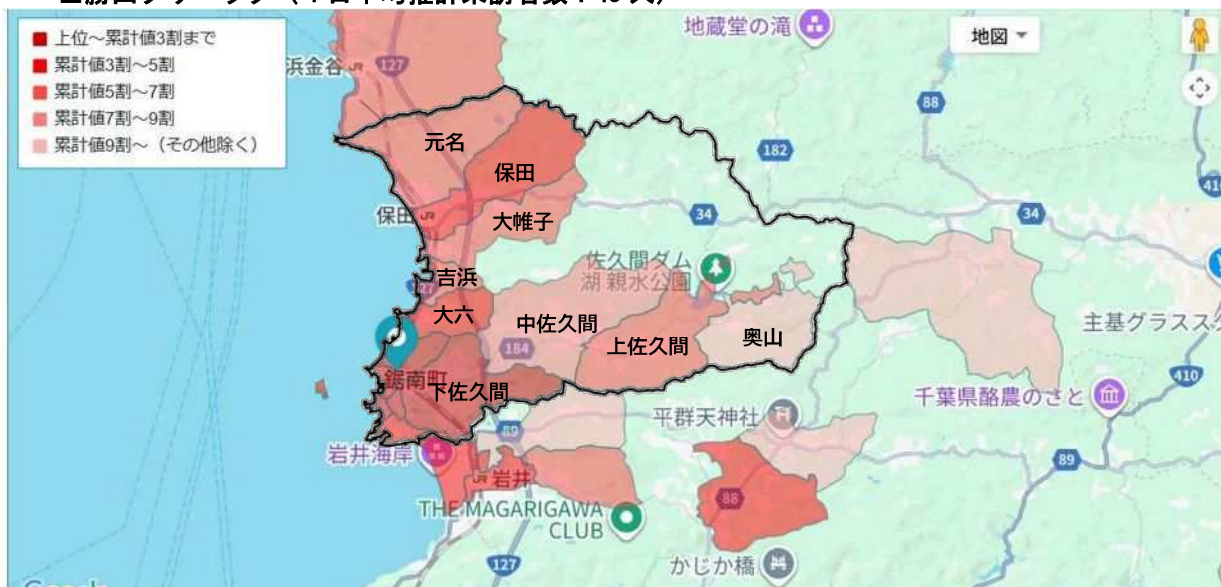 上位～累計値3割まで
累計値3割～5割
累計値5割～7割
累計値7割～9割
累計値9割～（その他除く）
地蔵堂の滝
地図
浜金谷 JR
127
88
元名
182
保田
410
保田 JR
大帷子
34
34
佐久間ダム
湖 親水公園
吉浜
127
大六
中佐久間
奥山
主基グラスス
184
上佐久間
410
鋸南町
下佐久間
千葉県酪農のさと
平群天神社
89
岩井海岸
89
JR 岩井
88
THE MAGARIGAWA
CLUB
127
かじか橋